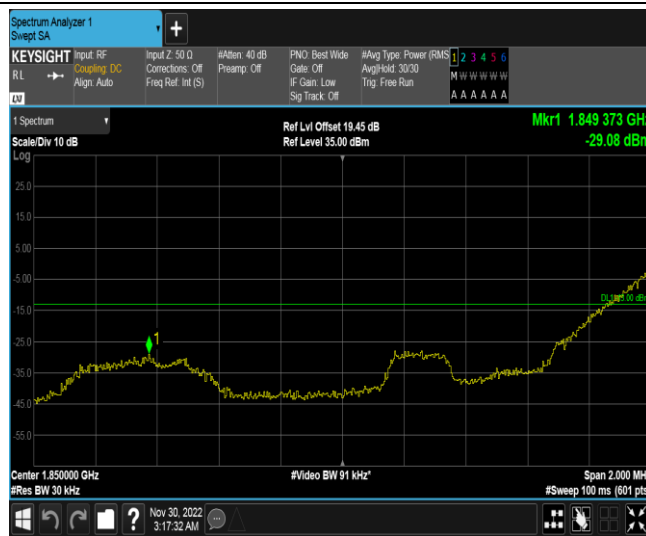 Spectrum Analyzer 1
Swept SA
+
KEYSIGHT Input: RF Input Z: 50 Ω #Atten: 40 dB PNO: Best Wide #Avg Type: Power (RMS 1 2 3 4 5 6
RL Coupling: DC Corrections: Off Preamp: Off Gate: Off Avg|Hold: 30/30 M W W W W W
Align: Auto Freq Ref: Int (S) IF Gain: Low Trig: Free Run
Sig Track: Off A A A A A A
LXI
1 Spectrum Ref Lvl Offset 19.45 dB Mkr1 1.849 373 GHz
Scale/Div 10 dB Ref Level 35.00 dBm -29.08 dBm
Log
25.0
15.0
5.00
-5.00
DL1 -13.00 dBm
-15.0
1
-25.0
-35.0
-45.0
-55.0
Center 1.850000 GHz #Video BW 91 kHz* Span 2.000 MH
#Res BW 30 kHz #Sweep 100 ms (601 pts
? Nov 30, 2022
3:17:32 AM